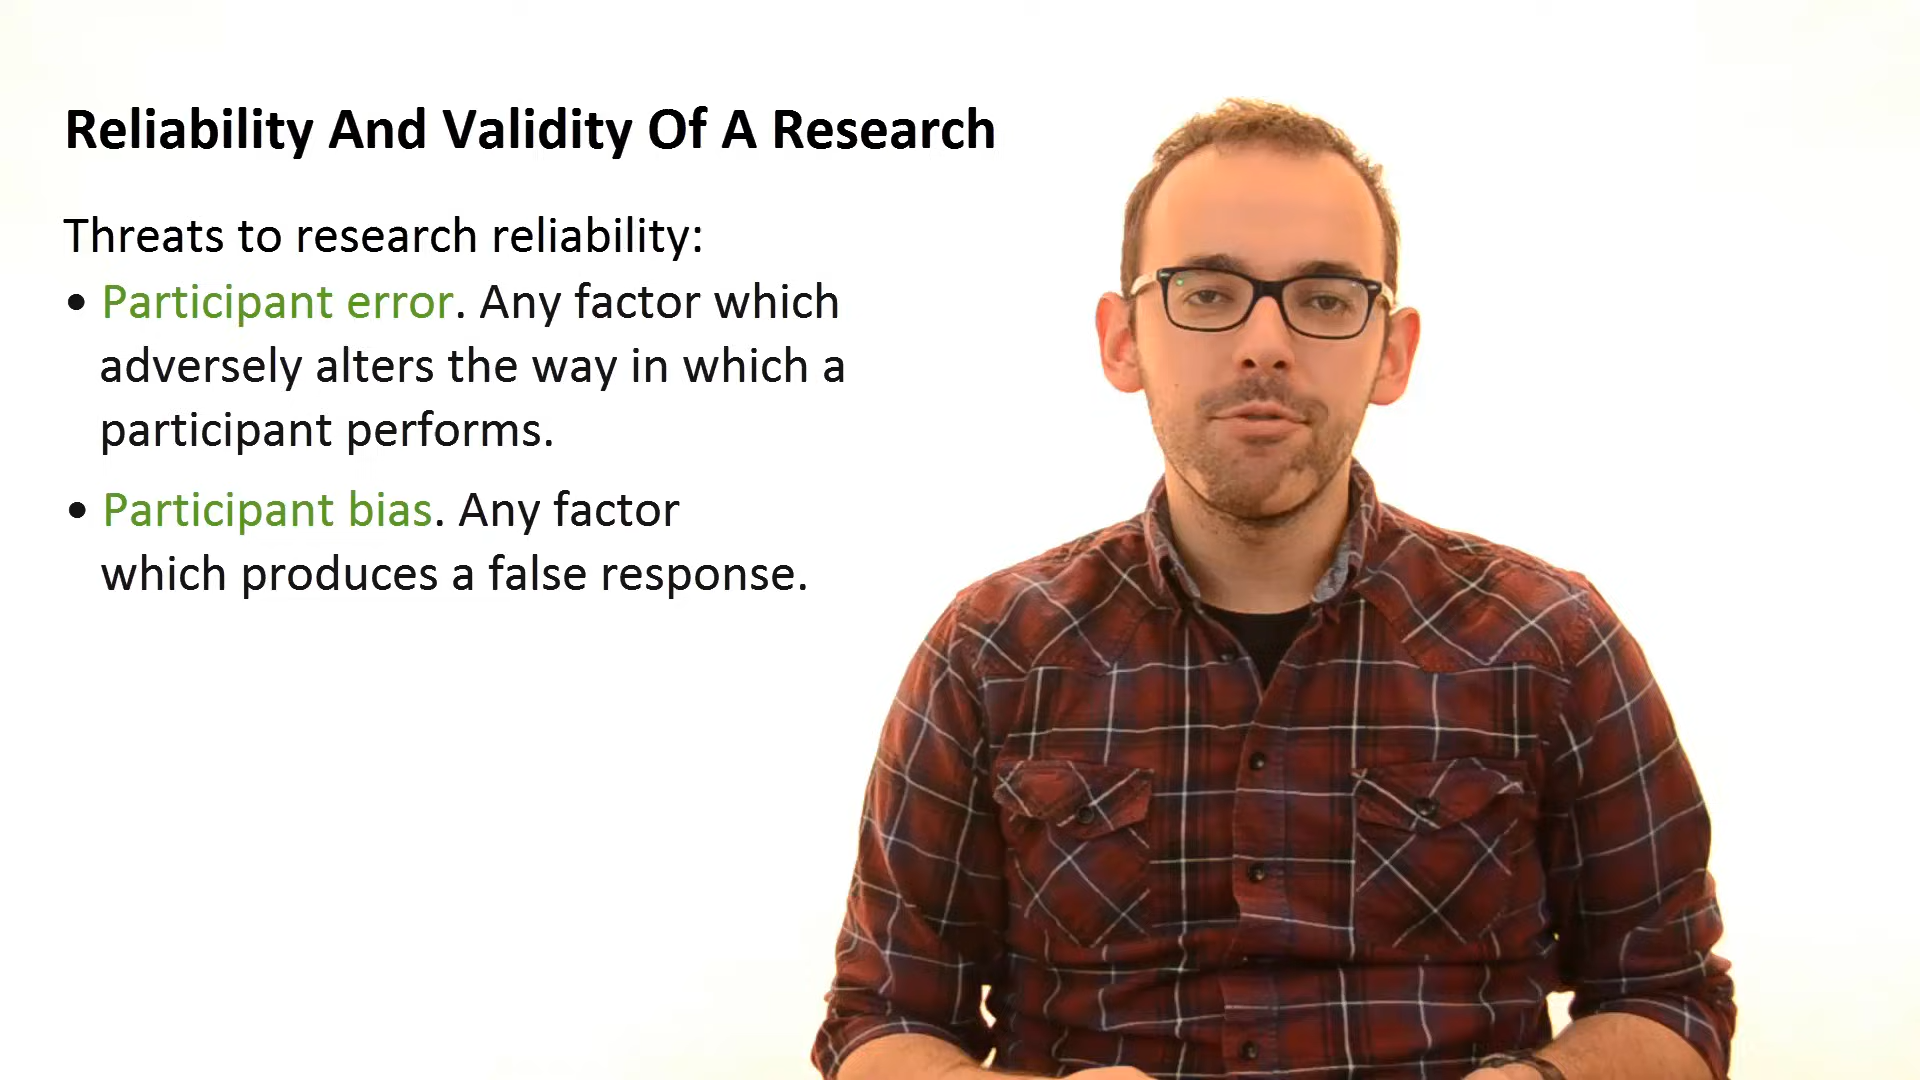 Reliability And Validity Of A Research
Threats to research reliability:
• Participant error. Any factor which
adversely alters the way in which a
participant performs.
• Participant bias. Any factor
which produces a false response.